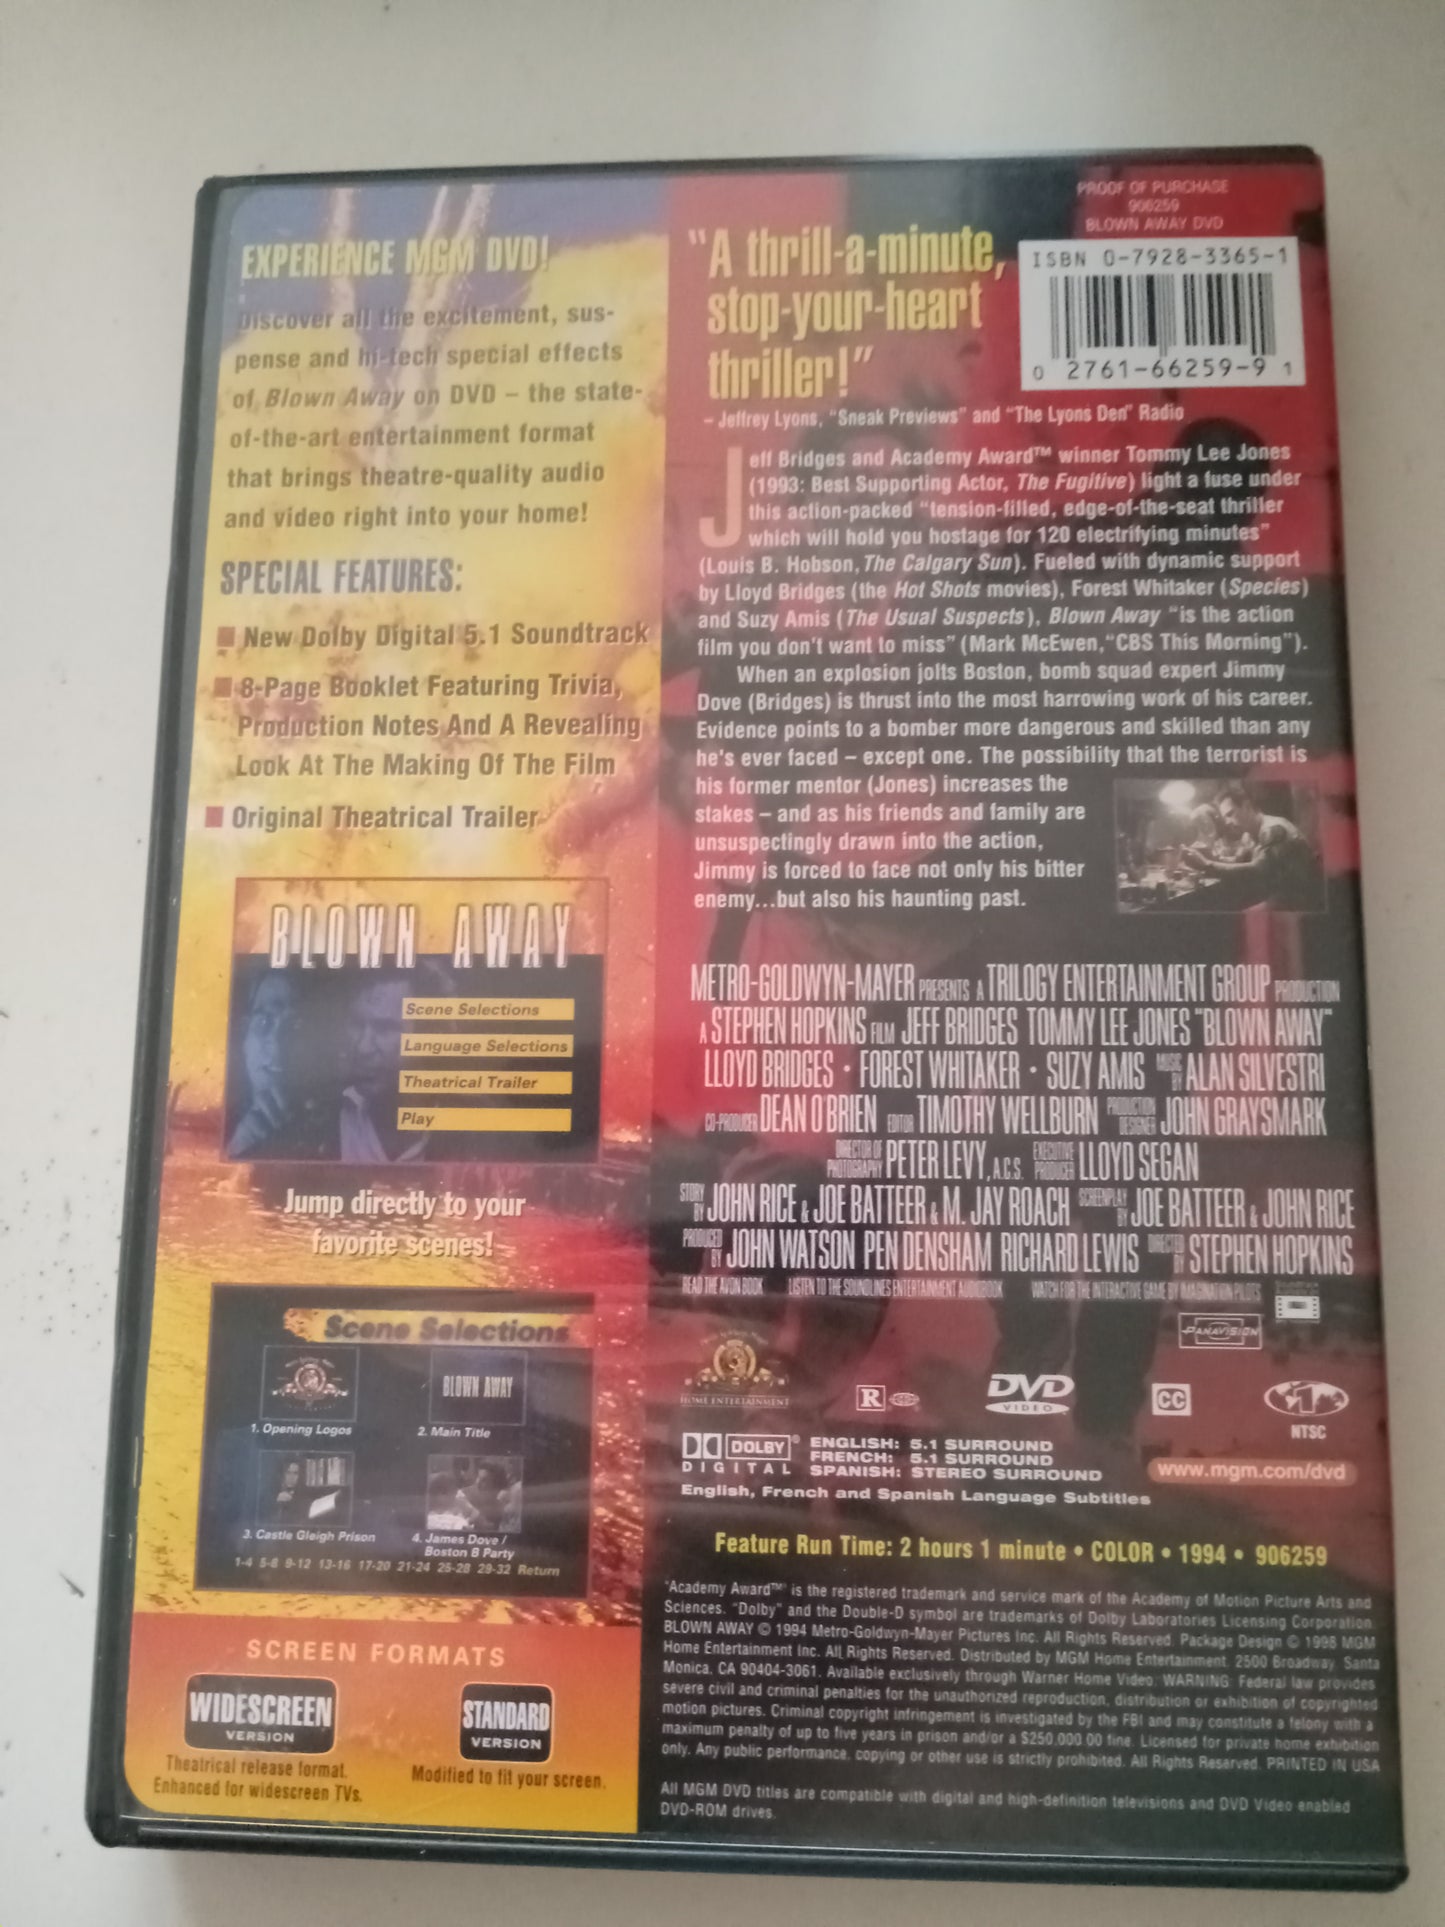 EXPERIENCE MGM DVD!
Discover all the excitement, sus-
pense and hi-tech special effects
of Blown Away on DVD – the state-
of-the-art entertainment format
that brings theatre-quality audio
and video right into your home!
SPECIAL FEATURES:
New Dolby Digital 5.1 Soundtrack
8-Page Booklet Featuring Trivia,
Production Notes And A Revealing
Look At The Making Of The Film
Original Theatrical Trailer
BLOWN AWAY
Scene Selections
Language Selections
Theatrical Trailer
Play
Jump directly to your
favorite scenes!
Scene Selections
BLOWN AWAY
1. Opening Logos 2. Main Title
3. Castle Gleigh Prison 4. James Dove /
Boston B Party
1-4 5-8 9-12 13-16 17-20 21-24 25-28 29-32 Return
SCREEN FORMATS
WIDESCREEN
VERSION
Theatrical release format.
Enhanced for widescreen TVs.
STANDARD
VERSION
Modified to fit your screen.
PROOF OF PURCHASE
906259
BLOWN AWAY DVD
ISBN 0-7928-3365-1
0 2761-66259-9 1
"A thrill-a-minute,
stop-your-heart
thriller!"
– Jeffrey Lyons, "Sneak Previews" and "The Lyons Den" Radio
Jeff Bridges and Academy Award™ winner Tommy Lee Jones
(1993: Best Supporting Actor, The Fugitive) light a fuse under
this action-packed "tension-filled, edge-of-the-seat thriller
which will hold you hostage for 120 electrifying minutes"
(Louis B. Hobson, The Calgary Sun). Fueled with dynamic support
by Lloyd Bridges (the Hot Shots movies), Forest Whitaker (Species)
and Suzy Amis (The Usual Suspects), Blown Away "is the action
film you don't want to miss" (Mark McEwen, "CBS This Morning").
When an explosion jolts Boston, bomb squad expert Jimmy
Dove (Bridges) is thrust into the most harrowing work of his career.
Evidence points to a bomber more dangerous and skilled than any
he's ever faced – except one. The possibility that the terrorist is
his former mentor (Jones) increases the
stakes – and as his friends and family are
unsuspectingly drawn into the action,
Jimmy is forced to face not only his bitter
enemy...but also his haunting past.
METRO-GOLDWYN-MAYER PRESENTS A TRILOGY ENTERTAINMENT GROUP PRODUCTION
A STEPHEN HOPKINS FILM JEFF BRIDGES TOMMY LEE JONES "BLOWN AWAY"
LLOYD BRIDGES • FOREST WHITAKER • SUZY AMIS MUSIC BY ALAN SILVESTRI
CO-PRODUCER DEAN O'BRIEN EDITOR TIMOTHY WELLBURN PRODUCTION DESIGNER JOHN GRAYSMARK
DIRECTOR OF PHOTOGRAPHY PETER LEVY, A.C.S. EXECUTIVE PRODUCER LLOYD SEGAN
STORY BY JOHN RICE & JOE BATTEER & M. JAY ROACH SCREENPLAY BY JOE BATTEER & JOHN RICE
PRODUCED BY JOHN WATSON PEN DENSHAM RICHARD LEWIS DIRECTED BY STEPHEN HOPKINS
READ THE AVON BOOK LISTEN TO THE SOUNDLINES ENTERTAINMENT AUDIOBOOK WATCH FOR THE INTERACTIVE GAME BY IMAGINATION PILOTS
PANAVISION
HOME ENTERTAINMENT
R
DVD
VIDEO
CC
1
NTSC
DOLBY
DIGITAL
ENGLISH: 5.1 SURROUND
FRENCH: 5.1 SURROUND
SPANISH: STEREO SURROUND
www.mgm.com/dvd
English, French and Spanish Language Subtitles
Feature Run Time: 2 hours 1 minute • COLOR • 1994 • 906259
"Academy Award™" is the registered trademark and service mark of the Academy of Motion Picture Arts and
Sciences. "Dolby" and the Double-D symbol are trademarks of Dolby Laboratories Licensing Corporation.
BLOWN AWAY © 1994 Metro-Goldwyn-Mayer Pictures Inc. All Rights Reserved. Package Design © 1998 MGM
Home Entertainment Inc. All Rights Reserved. Distributed by MGM Home Entertainment. 2500 Broadway, Santa
Monica, CA 90404-3061. Available exclusively through Warner Home Video. WARNING: Federal law provides
severe civil and criminal penalties for the unauthorized reproduction, distribution or exhibition of copyrighted
motion pictures. Criminal copyright infringement is investigated by the FBI and may constitute a felony with a
maximum penalty of up to five years in prison and/or a $250,000.00 fine. Licensed for private home exhibition
only. Any public performance, copying or other use is strictly prohibited. All Rights Reserved. PRINTED IN USA
All MGM DVD titles are compatible with digital and high-definition televisions and DVD Video enabled
DVD-ROM drives.